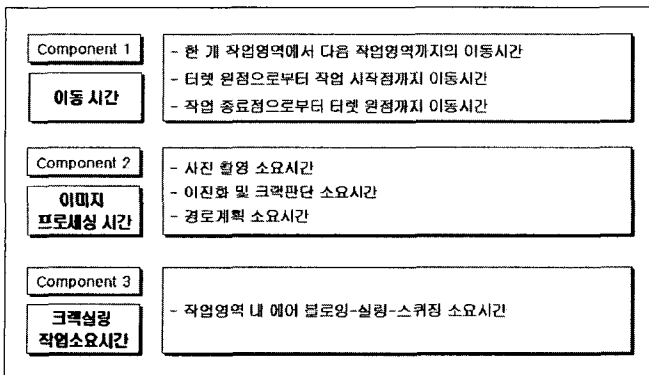 Component 1
이동 시간
- 한 개 작업영역에서 다음 작업영역까지의 이동시간
- 터렛 원점으로부터 작업 시작점까지 이동시간
- 작업 종료점으로부터 터렛 원점까지 이동시간
Component 2
이미지
프로세싱 시간
- 사진 촬영 소요시간
- 이진화 및 크랙판단 소요시간
- 경로계획 소요시간
Component 3
크랙실링
작업소요시간
- 작업영역 내 에어 블로잉-실링-스퀴징 소요시간